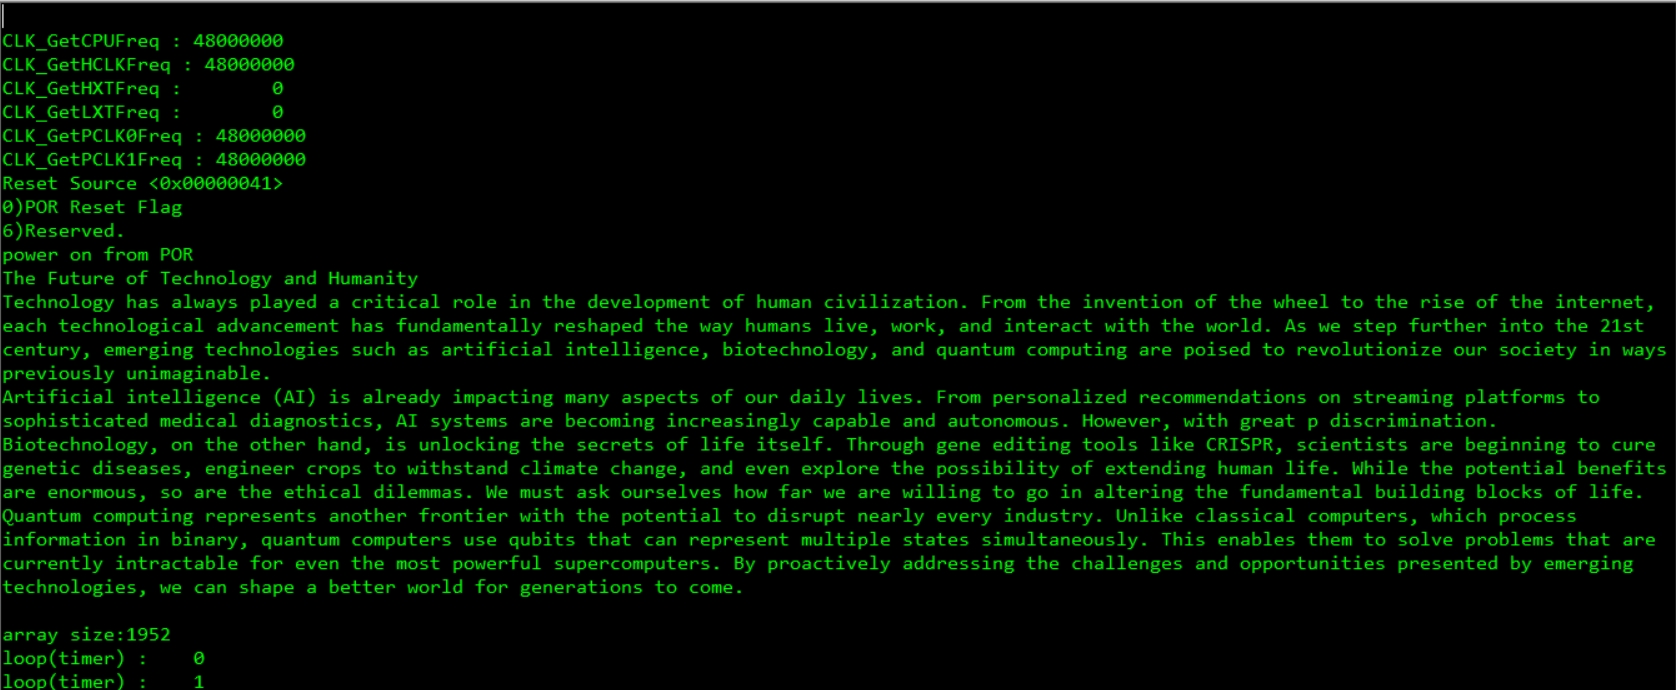 CLK_GetCPUFreq : 48000000
CLK_GetHCLKFreq : 48000000
CLK_GetHXTFreq :        0
CLK_GetLXTFreq :        0
CLK_GetPCLK0Freq : 48000000
CLK_GetPCLK1Freq : 48000000
Reset Source <0x00000041>
0)POR Reset Flag
6)Reserved.
power on from POR
The Future of Technology and Humanity
Technology has always played a critical role in the development of human civilization. From the invention of the wheel to the rise of the internet,
each technological advancement has fundamentally reshaped the way humans live, work, and interact with the world. As we step further into the 21st
century, emerging technologies such as artificial intelligence, biotechnology, and quantum computing are poised to revolutionize our society in ways
previously unimaginable.
Artificial intelligence (AI) is already impacting many aspects of our daily lives. From personalized recommendations on streaming platforms to
sophisticated medical diagnostics, AI systems are becoming increasingly capable and autonomous. However, with great p discrimination.
Biotechnology, on the other hand, is unlocking the secrets of life itself. Through gene editing tools like CRISPR, scientists are beginning to cure
genetic diseases, engineer crops to withstand climate change, and even explore the possibility of extending human life. While the potential benefits
are enormous, so are the ethical dilemmas. We must ask ourselves how far we are willing to go in altering the fundamental building blocks of life.
Quantum computing represents another frontier with the potential to disrupt nearly every industry. Unlike classical computers, which process
information in binary, quantum computers use qubits that can represent multiple states simultaneously. This enables them to solve problems that are
currently intractable for even the most powerful supercomputers. By proactively addressing the challenges and opportunities presented by emerging
technologies, we can shape a better world for generations to come.

array size:1952
loop(timer) :    0
loop(timer) :    1